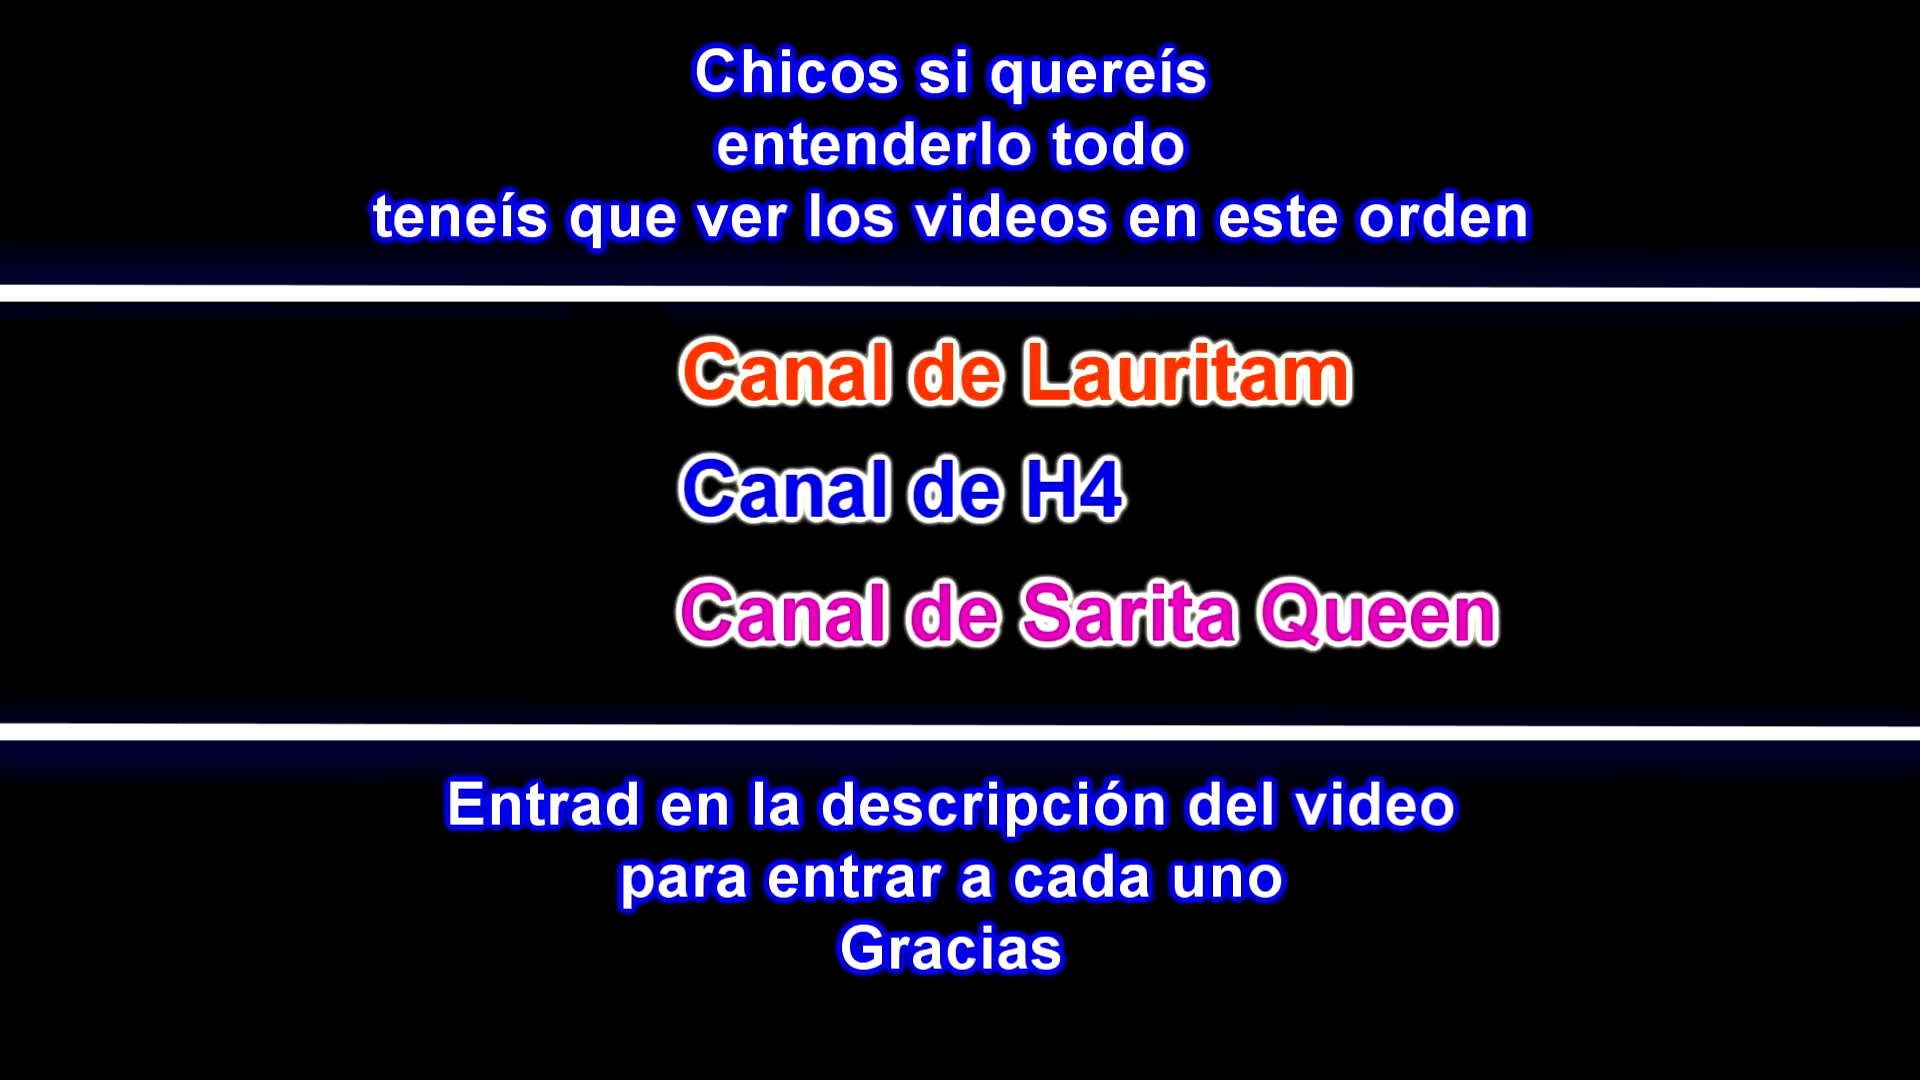 Chicos si quereís
entenderlo todo
teneís que ver los videos en este orden
Canal de Lauritam
Canal de H4
Canal de Sarita Queen
Entrad en la descripción del video
para entrar a cada uno
Gracias